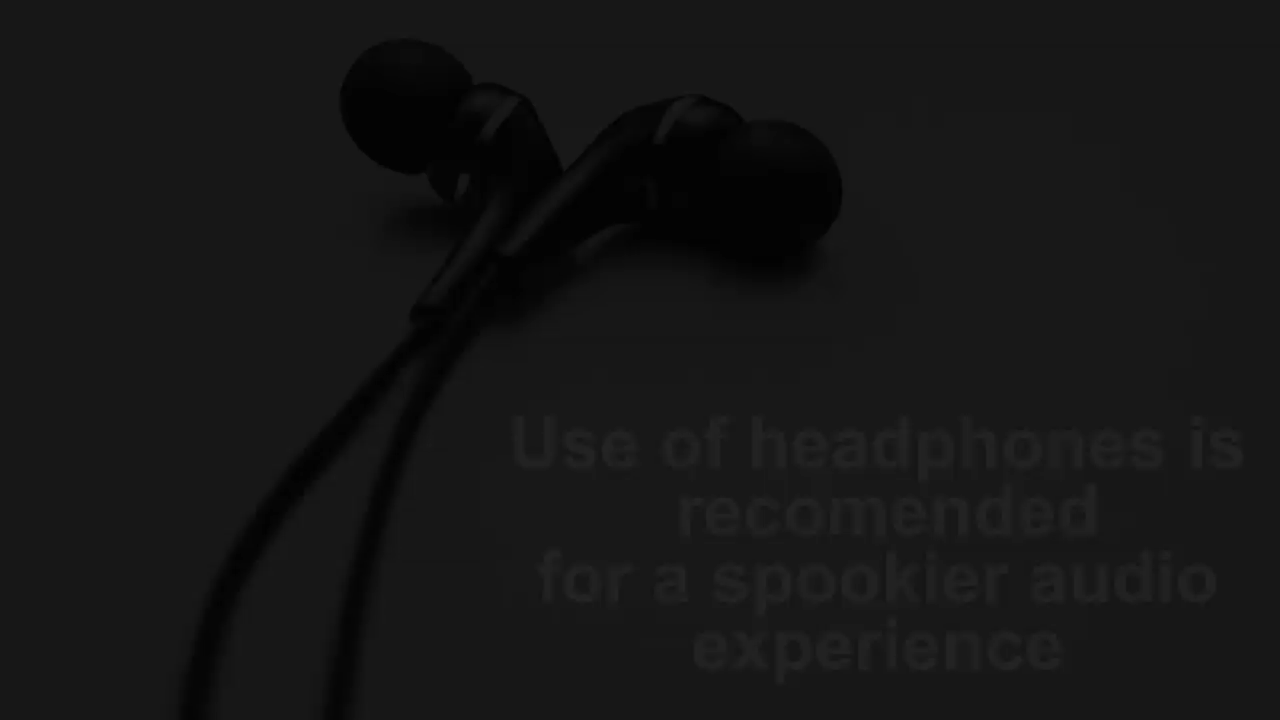 Use of headphones is
recomended
for a spookier audio
experience